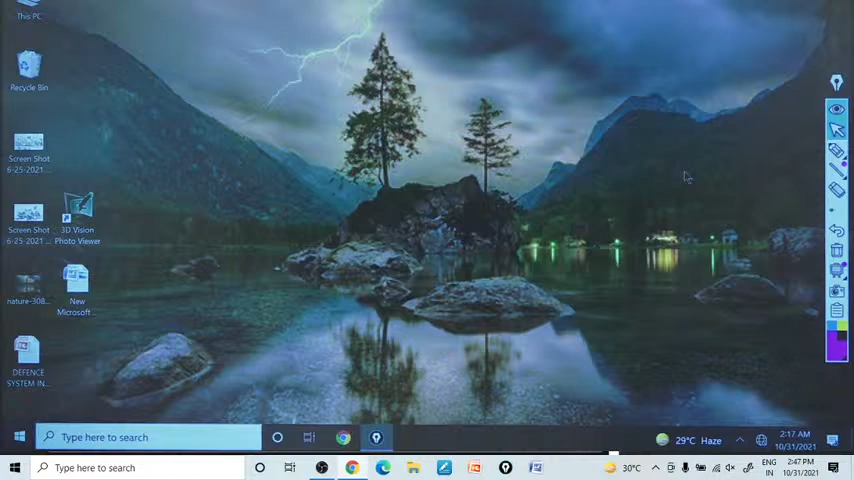 This PC
Recycle Bin
Screen Shot
6-25-2021 ...
Screen Shot
6-25-2021 ...
3D Vision
Photo Viewer
nature-308...
New
Microsoft ...
DEFENCE
SYSTEM IN...
Type here to search
29°C Haze
2:17 AM
10/31/2021
Type here to search
30°C
ENG
IN
2:47 PM
10/31/2021